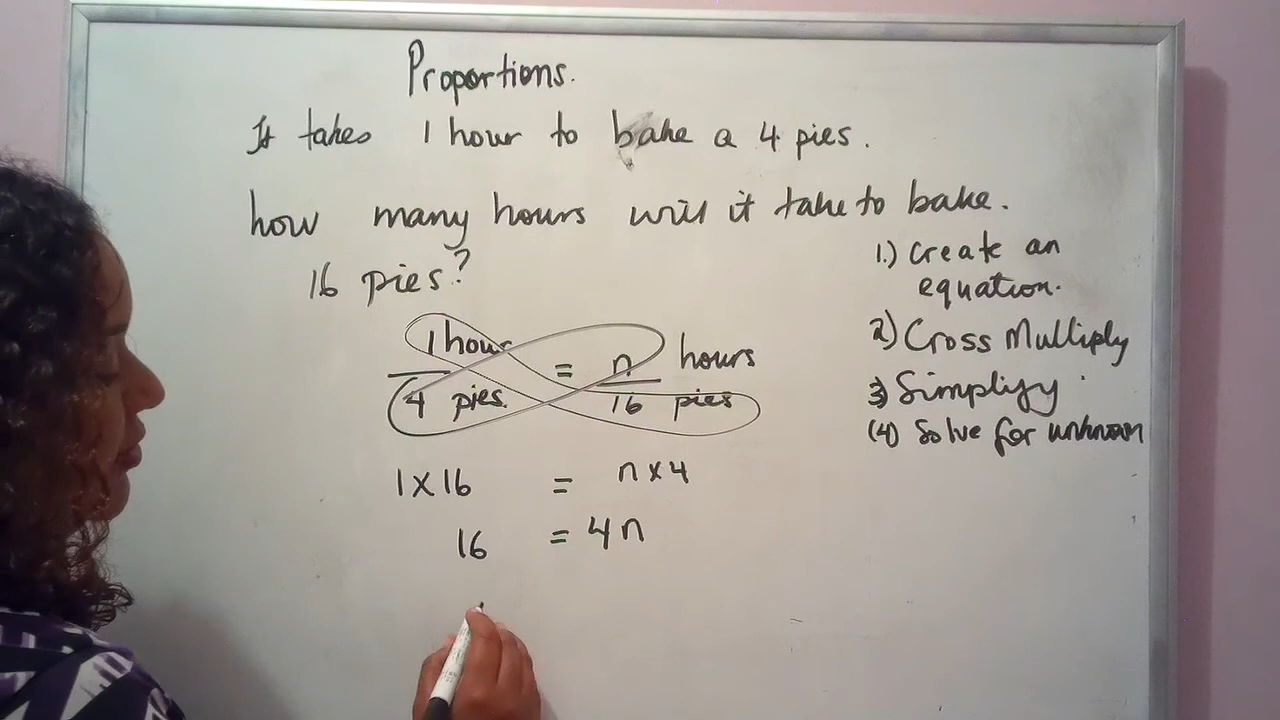 Proportions.
It takes 1 hour to bake a 4 pies.
how many hours will it take to bake.
16 pies?
1 hour = n hours
4 pies. 16 pies
1 x 16 = n x 4
16 = 4n
1.) Create an
equation.
2) Cross Multiply
3) Simplify
(4) Solve for unknown